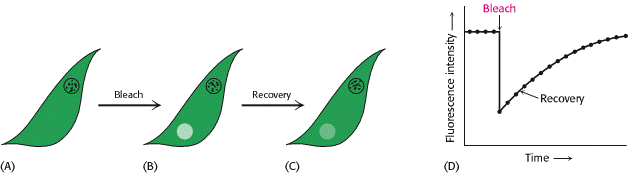 Bleach
Recovery
(A)
(B)
(C)
Bleach
Fluorescence intensity
Recovery
Time
(D)